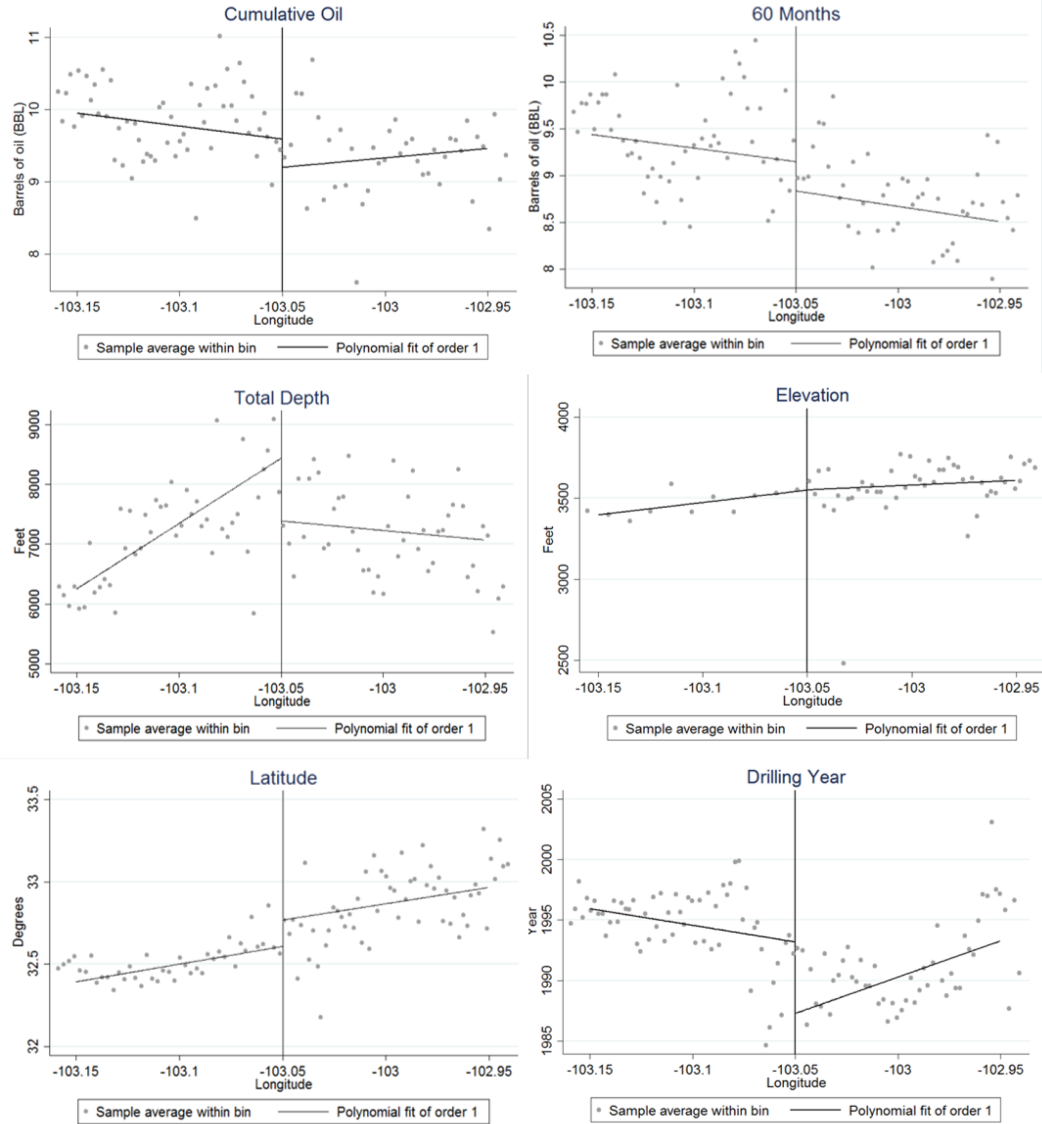 Cumulative Oil
Barrels of oil (BBL)
11
10
9
8
-103.15 -103.1 -103.05 -103 -102.95
Longitude
Sample average within bin Polynomial fit of order 1
60 Months
Barrels of oil (BBL)
10.5
10
9.5
9
8.5
8
-103.15 -103.1 -103.05 -103 -102.95
Longitude
Sample average within bin Polynomial fit of order 1
Total Depth
Feet
9000
8000
7000
6000
5000
-103.15 -103.1 -103.05 -103 -102.95
Longitude
Sample average within bin Polynomial fit of order 1
Elevation
Feet
4000
3500
3000
2500
-103.15 -103.1 -103.05 -103 -102.95
Longitude
Sample average within bin Polynomial fit of order 1
Latitude
Degrees
33.5
33
32.5
32
-103.15 -103.1 -103.05 -103 -102.95
Longitude
Sample average within bin Polynomial fit of order 1
Drilling Year
Year
2005
2000
1995
1990
1985
-103.15 -103.1 -103.05 -103 -102.95
Longitude
Sample average within bin Polynomial fit of order 1